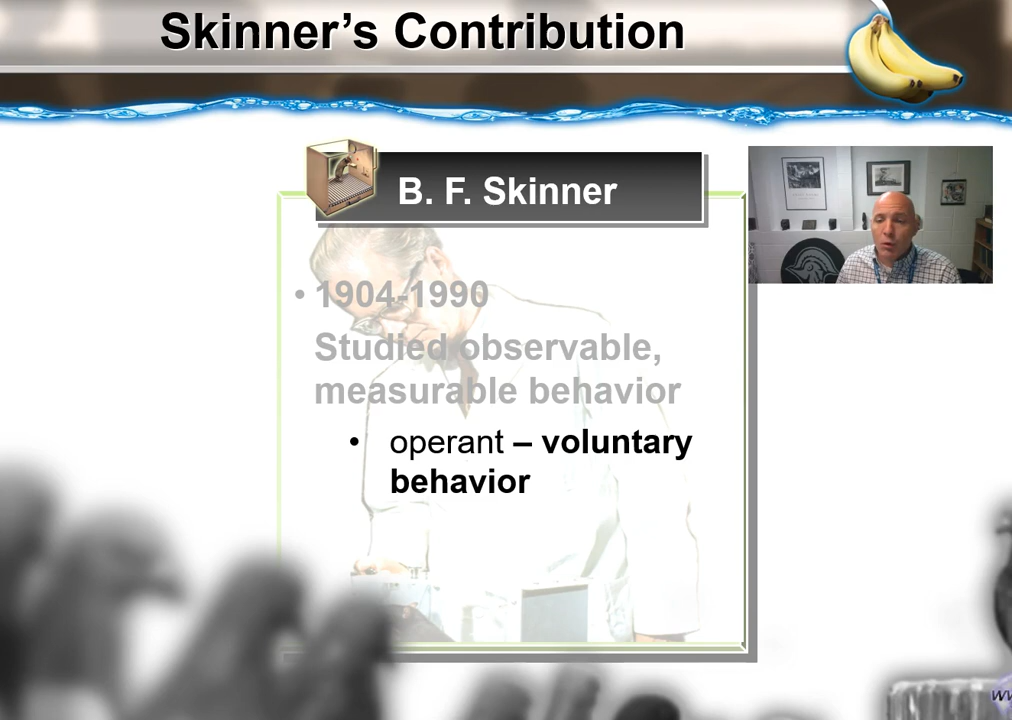 Skinner's Contribution
B. F. Skinner
• 1904-1990
Studied observable,
measurable behavior
• operant – voluntary
behavior